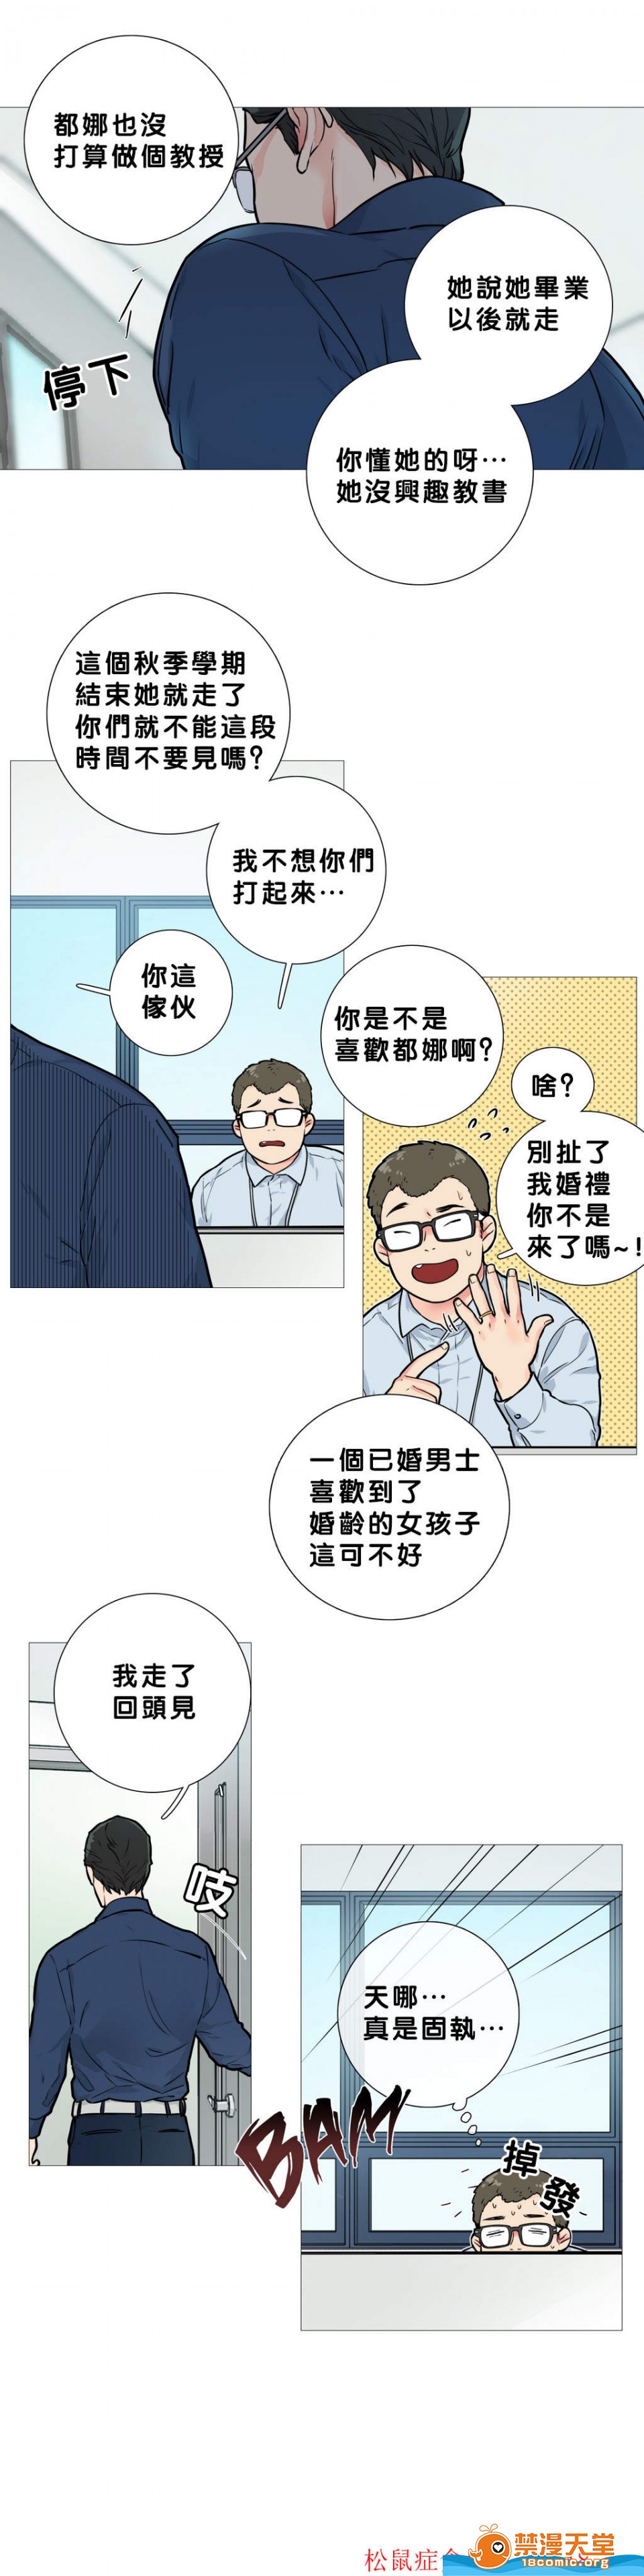 都娜也沒
打算做個教授
她說她畢業
以後就走
停下
你懂她的呀…
她沒興趣教書
這個秋季學期
結束她就走了
你們就不能這段
時間不要見嗎?
我不想你們
打起來…
你這
傢伙
你是不是
喜歡都娜啊?
啥?
別扯了
我婚禮
你不是
來了嗎~!
一個已婚男士
喜歡到了
婚齡的女孩子
這可不好
我走了
回頭見
吱
天哪…
真是固執…
BAM
掉發
松鼠症
禁漫天堂
18comic.org